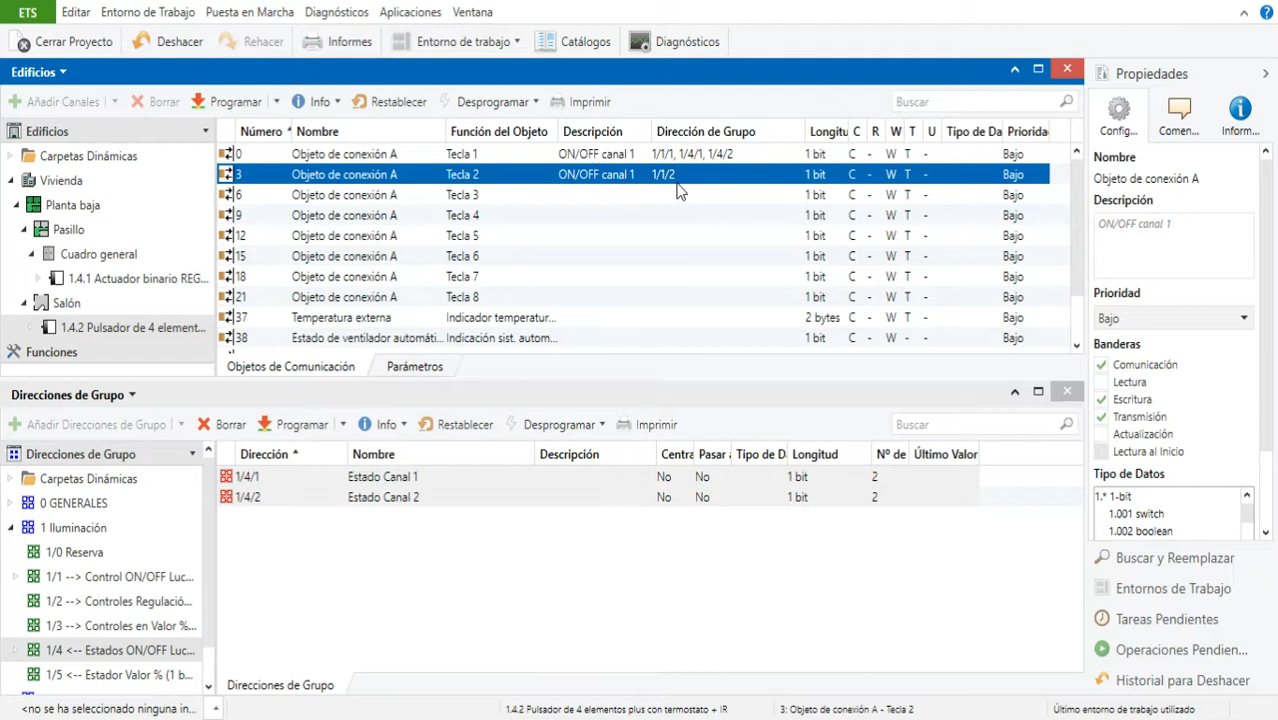 ETS Editar Entorno de Trabajo Puesta en Marcha Diagnósticos Aplicaciones Ventana
Cerrar Proyecto Deshacer Rehacer Informes Entorno de trabajo Catálogos Diagnósticos
Edificios
Añadir Canales Borrar Programar Info Restablecer Desprogramar Imprimir Buscar
Edificios
Carpetas Dinámicas
Vivienda
Planta baja
Pasillo
Cuadro general
1.4.1 Actuador binario REG...
Salón
1.4.2 Pulsador de 4 element...
Funciones
Número Nombre Función del Objeto Descripción Dirección de Grupo Longitu C R W T U Tipo de Da Priorida
0 Objeto de conexión A Tecla 1 ON/OFF canal 1 1/1/1, 1/4/1, 1/4/2 1 bit C - W T - Bajo
3 Objeto de conexión A Tecla 2 ON/OFF canal 1 1/1/2 1 bit C - W T - Bajo
6 Objeto de conexión A Tecla 3 1 bit C - W T - Bajo
9 Objeto de conexión A Tecla 4 1 bit C - W T - Bajo
12 Objeto de conexión A Tecla 5 1 bit C - W T - Bajo
15 Objeto de conexión A Tecla 6 1 bit C - W T - Bajo
18 Objeto de conexión A Tecla 7 1 bit C - W T - Bajo
21 Objeto de conexión A Tecla 8 1 bit C - W T - Bajo
37 Temperatura externa Indicador temperatur... 2 bytes C - W - - Bajo
38 Estado de ventilador automáti... Indicación sist. autom... 1 bit C - W - - Bajo
Objetos de Comunicación Parámetros
Direcciones de Grupo
Añadir Direcciones de Grupo Borrar Programar Info Restablecer Desprogramar Imprimir Buscar
Direcciones de Grupo
Carpetas Dinámicas
0 GENERALES
1 Iluminación
1/0 Reserva
1/1 --> Control ON/OFF Luc...
1/2 --> Controles Regulació...
1/3 --> Controles en Valor %...
1/4 <-- Estados ON/OFF Luc...
1/5 <-- Estador Valor % (1 b...
Dirección Nombre Descripción Centra Pasar a Tipo de D Longitud Nº de Último Valor
1/4/1 Estado Canal 1 No No 1 bit 2
1/4/2 Estado Canal 2 No No 1 bit 2
Direcciones de Grupo
Propiedades
Config... Comen... Inform...
Nombre
Objeto de conexión A
Descripción
ON/OFF canal 1
Prioridad
Bajo
Banderas
Comunicación
Lectura
Escritura
Transmisión
Actualización
Lectura al Inicio
Tipo de Datos
1.* 1-bit
1.001 switch
1.002 boolean
Buscar y Reemplazar
Entornos de Trabajo
Tareas Pendientes
Operaciones Pendien...
Historial para Deshacer
<no se ha seleccionado ninguna in... 1.4.2 Pulsador de 4 elementos plus con termostato + IR 3: Objeto de conexión A - Tecla 2 Último entorno de trabajo utilizado